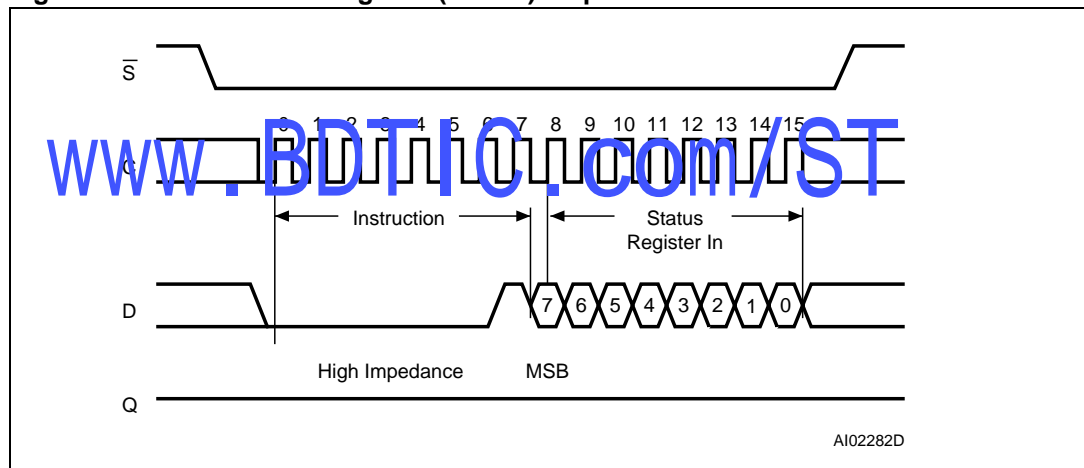 S
0 1 2 3 4 5 6 7 8 9 10 11 12 13 14 15
www.BDTIC.com/ST
C
Instruction
Status
Register In
D
7 6 5 4 3 2 1 0
High Impedance
MSB
Q
AI02282D